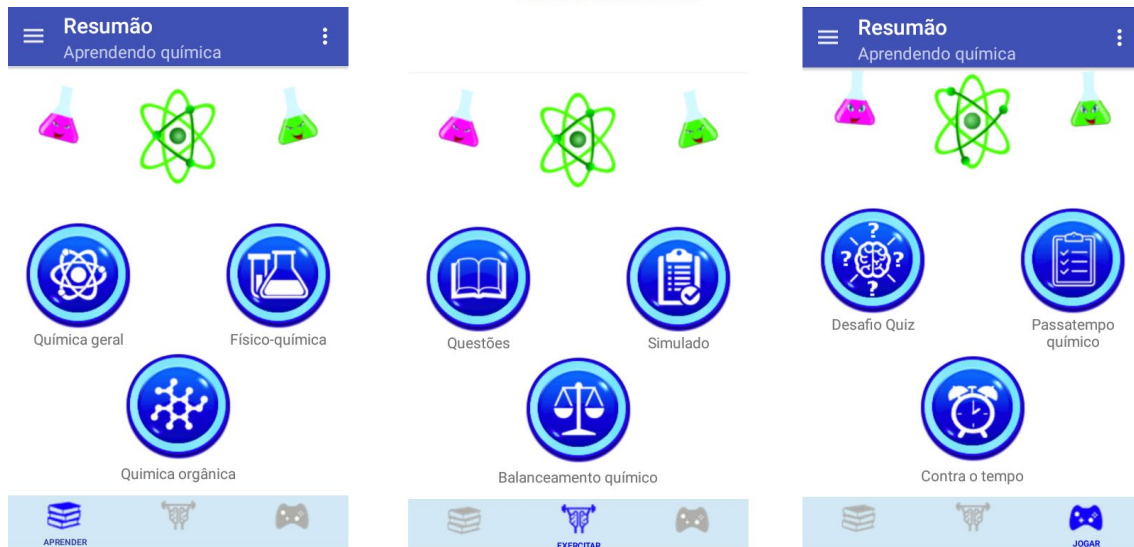 Resumão
Aprendendo química
Química geral
Físico-química
Quimica orgânica
APRENDER
Questões
Simulado
Balanceamento químico
EXERCITAR
Resumão
Aprendendo química
? ? ? ?
Desafio Quiz
Passatempo
químico
Contra o tempo
JOGAR